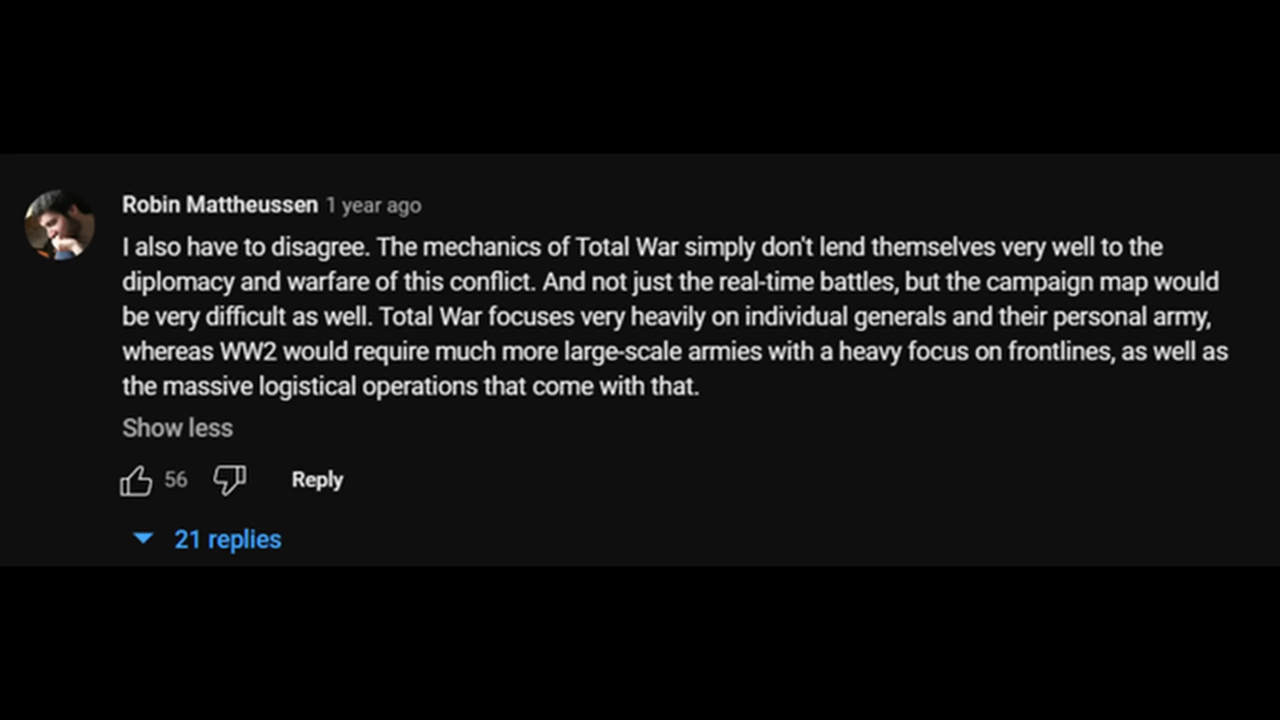 Robin Mattheussen 1 year ago
I also have to disagree. The mechanics of Total War simply don't lend themselves very well to the
diplomacy and warfare of this conflict. And not just the real-time battles, but the campaign map would
be very difficult as well. Total War focuses very heavily on individual generals and their personal army,
whereas WW2 would require much more large-scale armies with a heavy focus on frontlines, as well as
the massive logistical operations that come with that.
Show less
56 Reply
21 replies